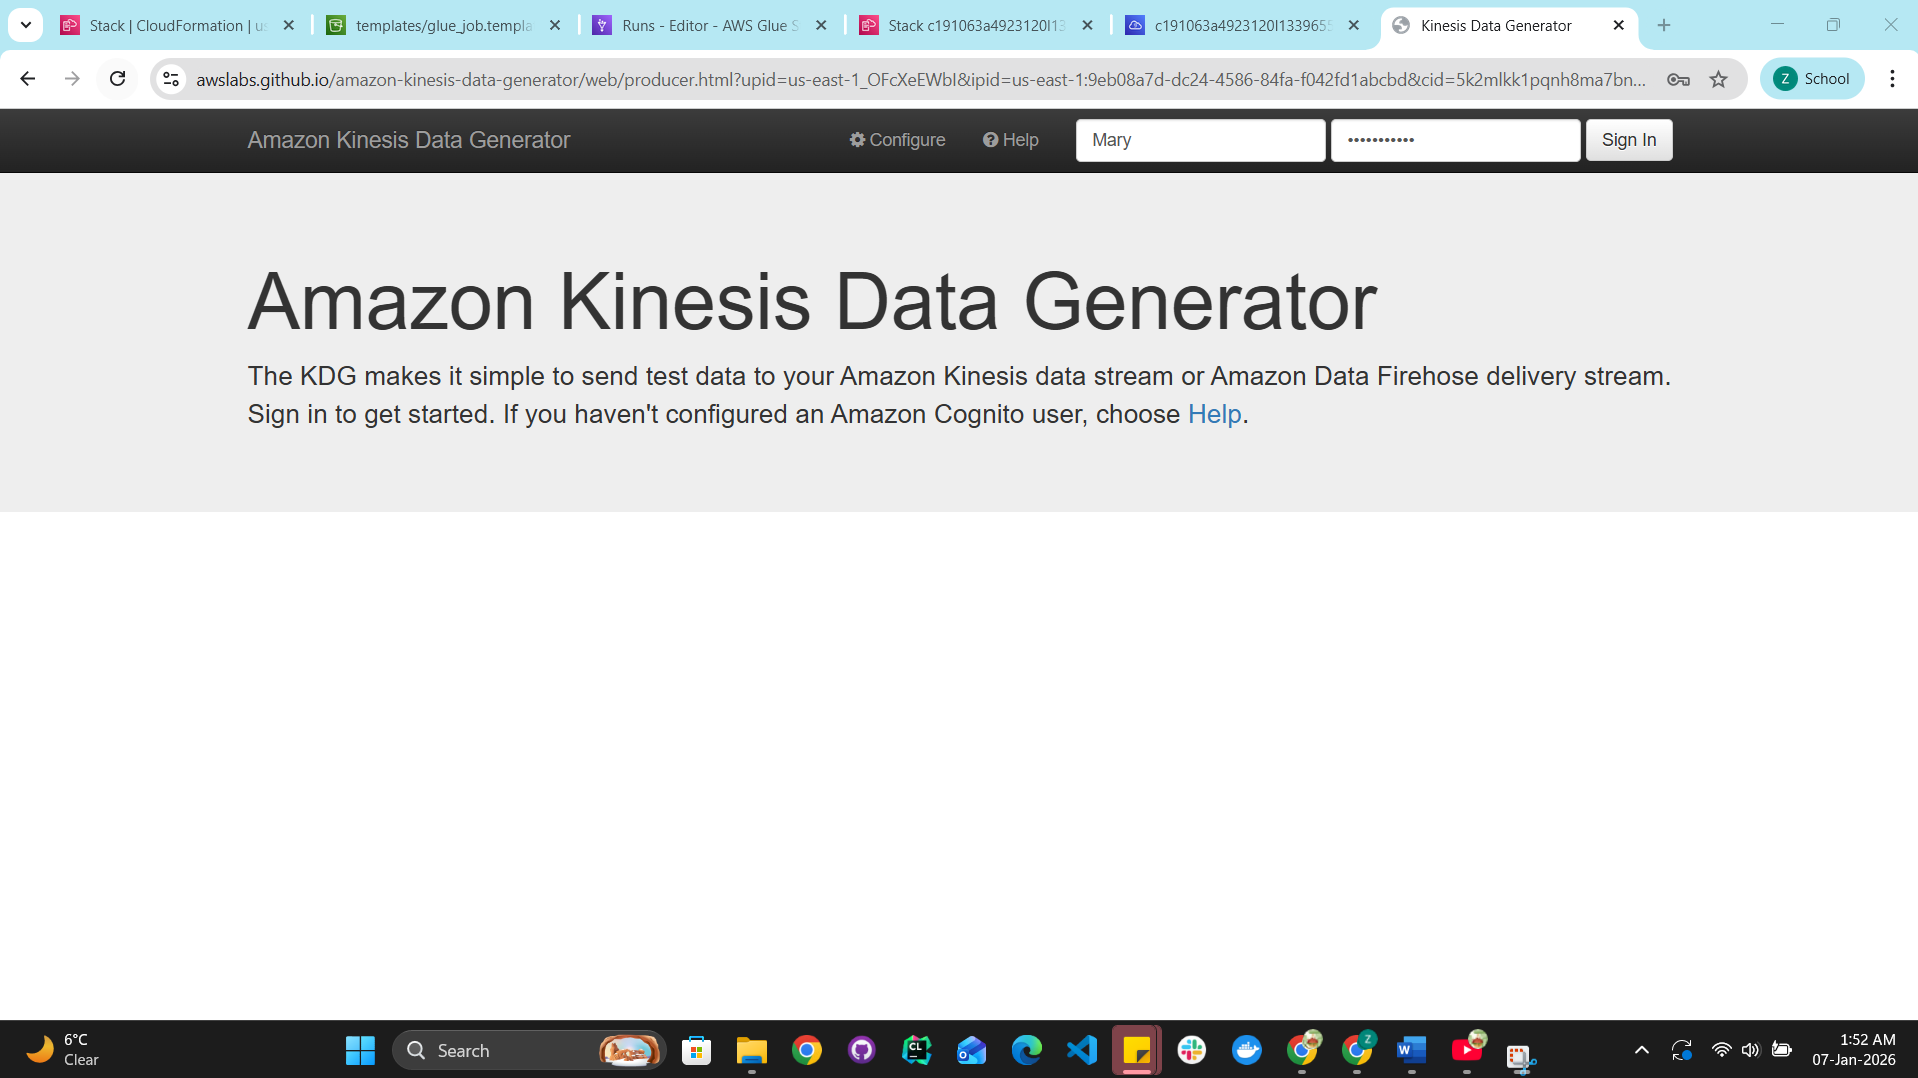 Stack | CloudFormation | us
templates/glue_job.templa
Runs - Editor - AWS Glue S
Stack c191063a4923120l13
c191063a4923120l1339655
Kinesis Data Generator
awslabs.github.io/amazon-kinesis-data-generator/web/producer.html?upid=us-east-1_OFcXeEWbI&ipid=us-east-1:9eb08a7d-dc24-4586-84fa-f042fd1abcbd&cid=5k2mlkk1pqnh8ma7bn...
Z School
Amazon Kinesis Data Generator
Configure
Help
Mary
•••••••••••
Sign In
Amazon Kinesis Data Generator
The KDG makes it simple to send test data to your Amazon Kinesis data stream or Amazon Data Firehose delivery stream.
Sign in to get started. If you haven't configured an Amazon Cognito user, choose Help.
6°C
Clear
Search
1:52 AM
07-Jan-2026